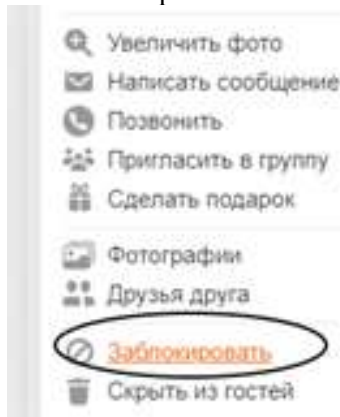 Увеличить фото
Написать сообщение
Позвонить
Пригласить в группу
Сделать подарок
Фотографии
Друзья друга
Заблокировать
Скрыть из гостей